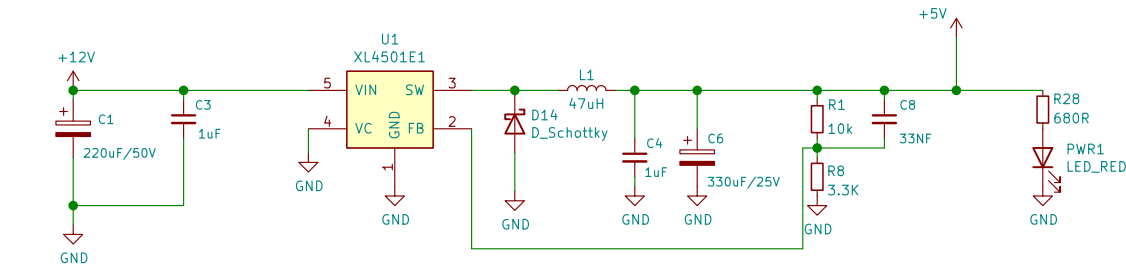 +5V
U1
XL4501E1
+12V
5 VIN SW 3
4 VC FB 2
GND
1
C1
220uF/50V
C3
1uF
GND
GND
GND
D14
D_Schottky
GND
L1
47uH
C4
1uF
GND
C6
330uF/25V
GND
R1
10k
R8
3.3K
GND
C8
33NF
R28
680R
PWR1
LED_RED
GND